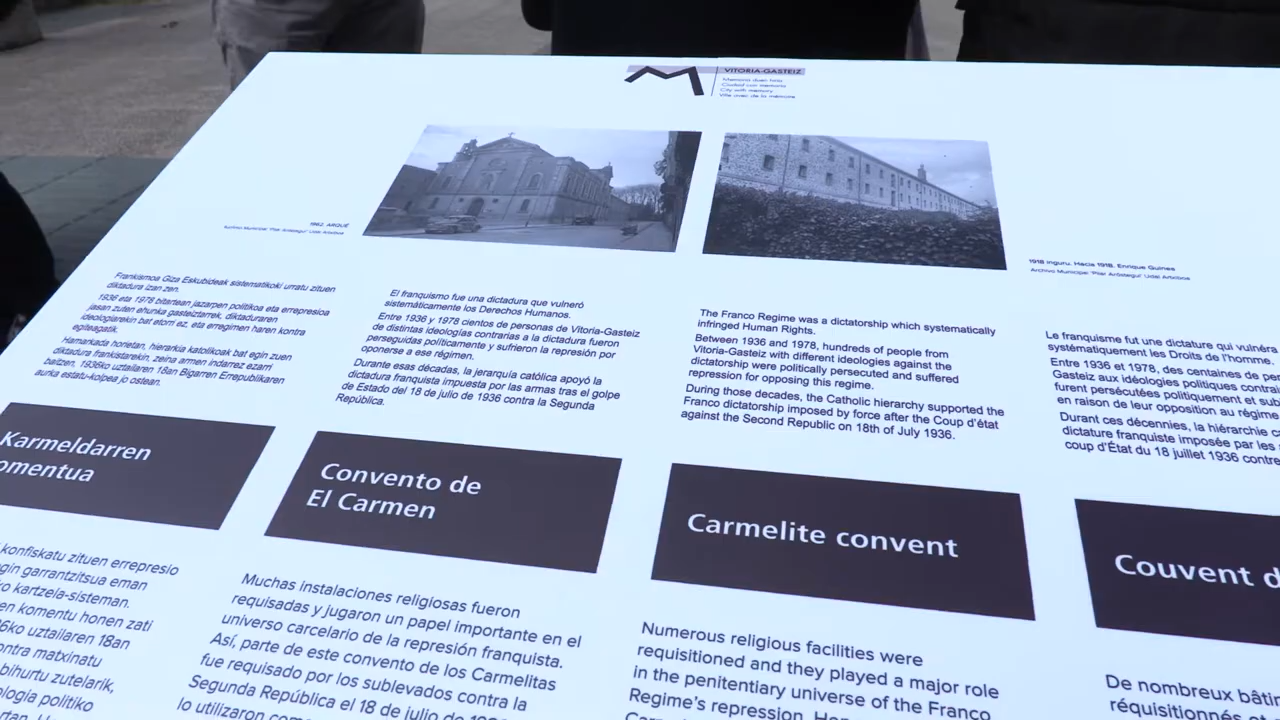 VITORIA-GASTEIZ
Memoria duen hiria
Ciudad con memoria
City with memory
Ville avec de la mémoire
1962. ARQUÉ
Archivo Municipal "Pilar Aróstegui" Udal Artxiboa
1918 inguru. Hacia 1918. Enrique Guinea
Archivo Municipal "Pilar Aróstegui" Udal Artxiboa
Frankismoa Giza Eskubideak sistematikoki urratu zituen
diktadura izan zen.
1936 eta 1978 bitartean jazarpen politikoa eta errepresioa
jasan zuten ehunka gasteiztarrek, diktaduraren
ideologiarekin bat etorri ez, eta erregimen haren kontra
egiteagatik.
Hamarkada horietan, hierarkia katolikoak bat egin zuen
diktadura frankistarekin, zeina armen indarrez ezarri
baitzen, 1936ko uztailaren 18an Bigarren Errepublikaren
aurka estatu-kolpea jo ostean.
El franquismo fue una dictadura que vulneró
sistemáticamente los Derechos Humanos.
Entre 1936 y 1978 cientos de personas de Vitoria-Gasteiz
de distintas ideologías contrarias a la dictadura fueron
perseguidas políticamente y sufrieron la represión por
oponerse a ese régimen.
Durante esas décadas, la jerarquía católica apoyó la
dictadura franquista impuesta por las armas tras el golpe
de Estado del 18 de julio de 1936 contra la Segunda
República.
The Franco Regime was a dictatorship which systematically
infringed Human Rights.
Between 1936 and 1978, hundreds of people from
Vitoria-Gasteiz with different ideologies against the
dictatorship were politically persecuted and suffered
repression for opposing this regime.
During those decades, the Catholic hierarchy supported the
Franco dictatorship imposed by force after the Coup d'état
against the Second Republic on 18th of July 1936.
Le franquisme fut une dictature qui vulnéra
systématiquement les Droits de l'homme.
Entre 1936 et 1978, des centaines de per
Gasteiz aux idéologies politiques contrai
furent persécutées politiquement et sub
en raison de leur opposition au régime
Durant ces décennies, la hiérarchie c
dictature franquiste imposée par les
coup d'État du 18 juillet 1936 contre
Karmeldarren
omentua
Convento de
El Carmen
Carmelite convent
Couvent d
konfiskatu zituen errepresio
gin garrantzitsua eman
ko kartzela-sisteman.
en komentu honen zati
6ko uztailaren 18an
ontra matxinatu
bihurtu zutelarik,
ologia politiko
Muchas instalaciones religiosas fueron
requisadas y jugaron un papel importante en el
universo carcelario de la represión franquista.
Así, parte de este convento de los Carmelitas
fue requisado por los sublevados contra la
Segunda República el 18 de julio de
lo utilizaron como
Numerous religious facilities were
requisitioned and they played a major role
in the penitentiary universe of the Franco
Regime's repression.
De nombreux bâtin
réquisitionnés et